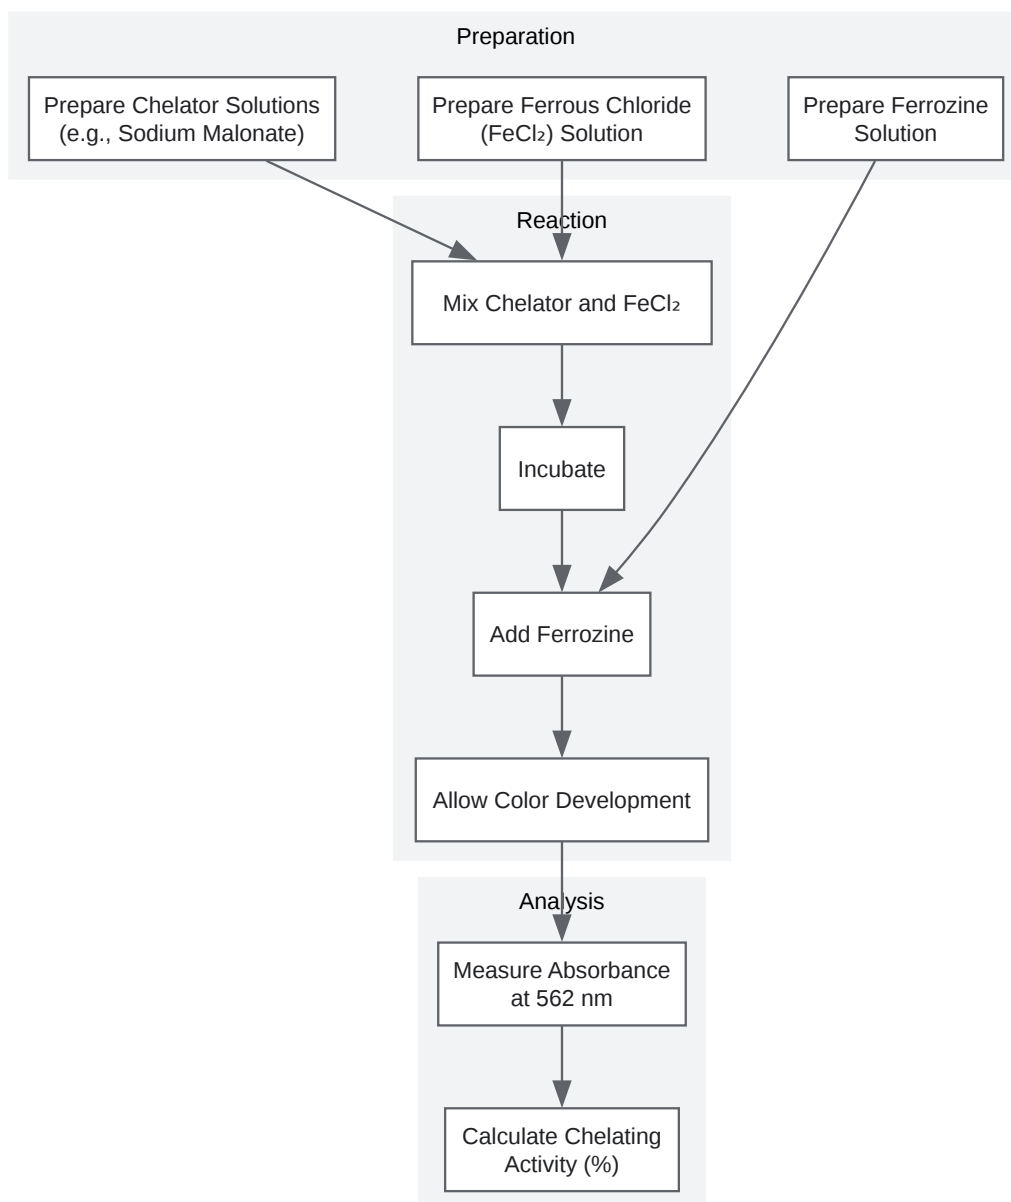 Preparation
Prepare Chelator Solutions
(e.g., Sodium Malonate)
Prepare Ferrous Chloride
(FeCl₂) Solution
Prepare Ferrozine
Solution
Reaction
Mix Chelator and FeCl₂
Incubate
Add Ferrozine
Allow Color Development
Analysis
Measure Absorbance
at 562 nm
Calculate Chelating
Activity (%)